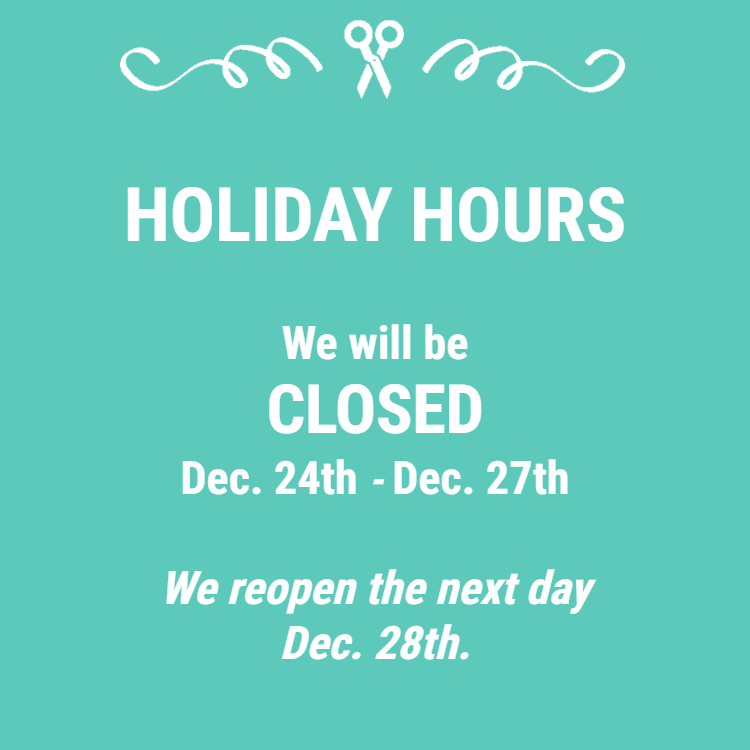 HOLIDAY HOURS
We will be
CLOSED
Dec. 24th - Dec. 27th
We reopen the next day
Dec. 28th.